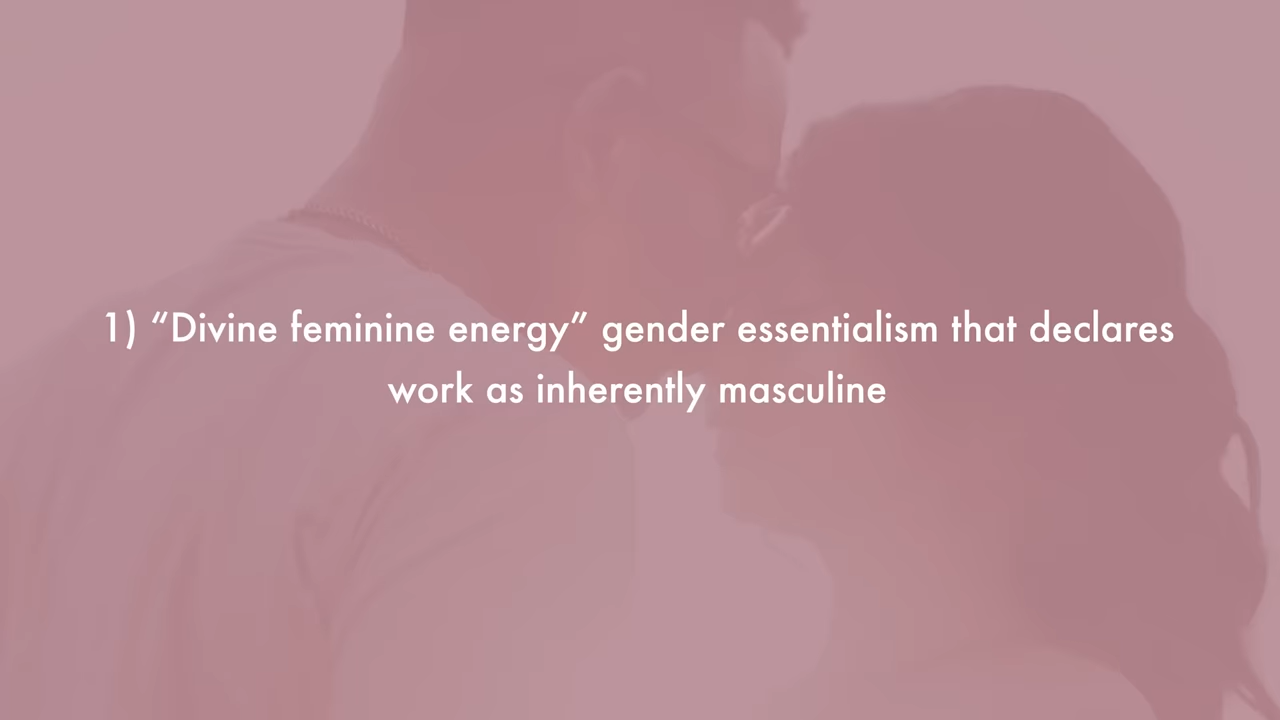 1) “Divine feminine energy” gender essentialism that declares
work as inherently masculine